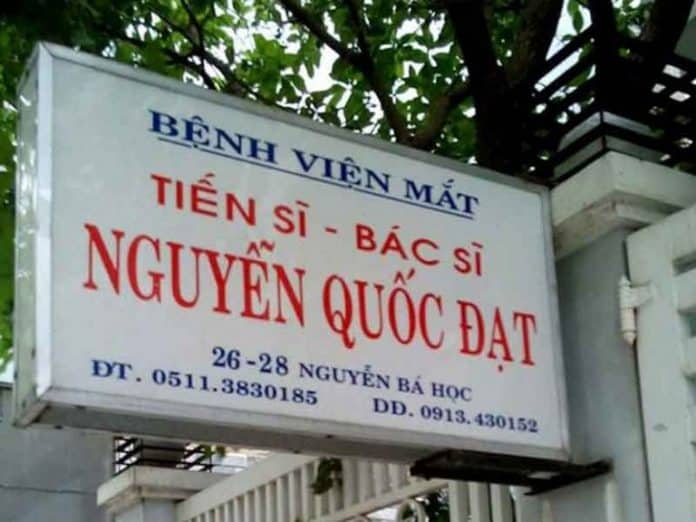 BỆNH VIỆN MẮT
TIẾN SĨ - BÁC SĨ
NGUYỄN QUỐC ĐẠT
26-28 NGUYỄN BÁ HỌC
ĐT. 0511.3830185 DD. 0913.430152